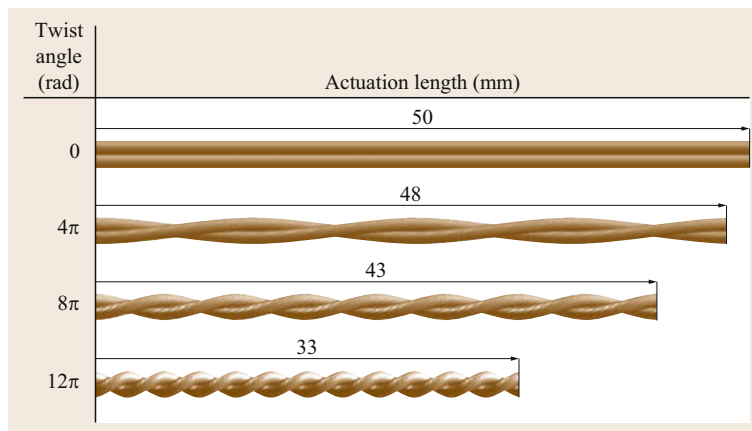 Twist
angle
(rad)
Actuation length (mm)
50
0
48
4π
43
8π
33
12π